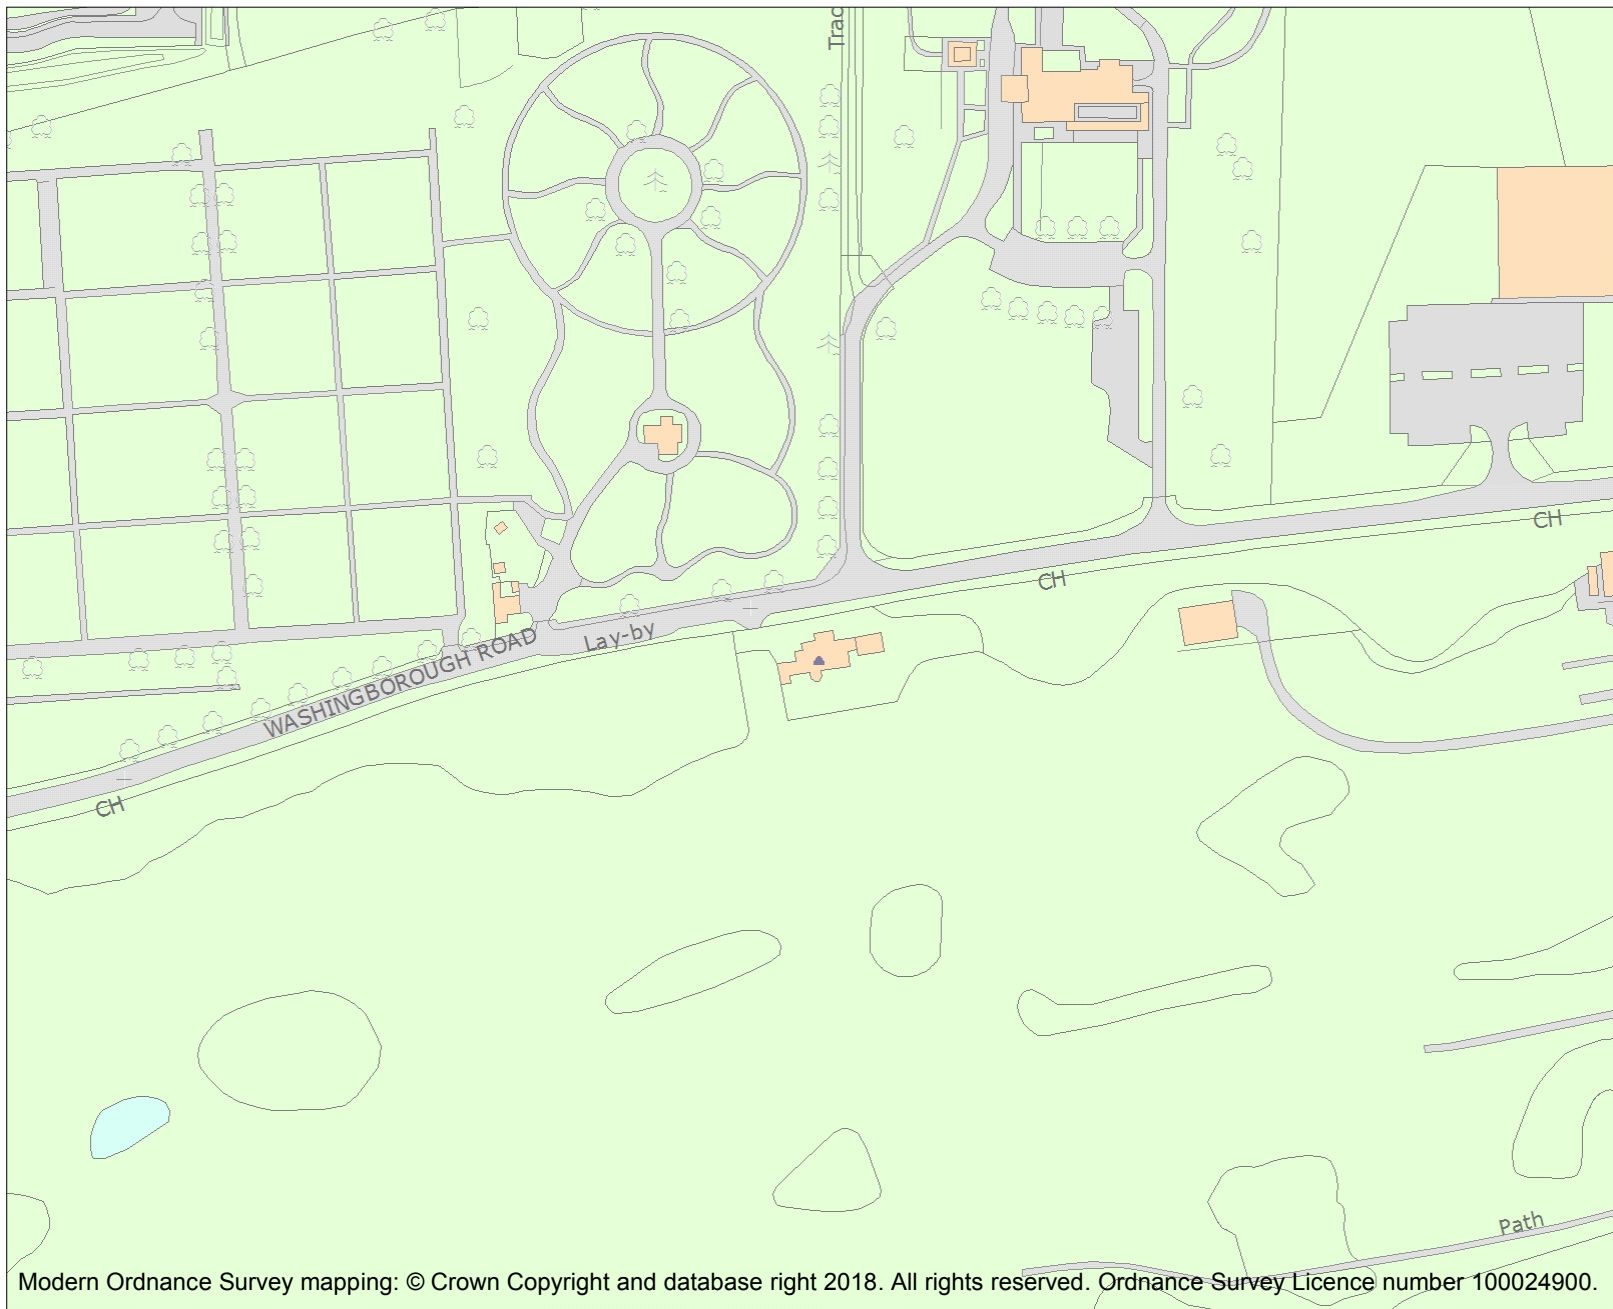 Trac
CH
CH
Lay-by
WASHINGBOROUGH ROAD
CH
Path
Modern Ordnance Survey mapping: © Crown Copyright and database right 2018. All rights reserved. Ordnance Survey Licence number 100024900.